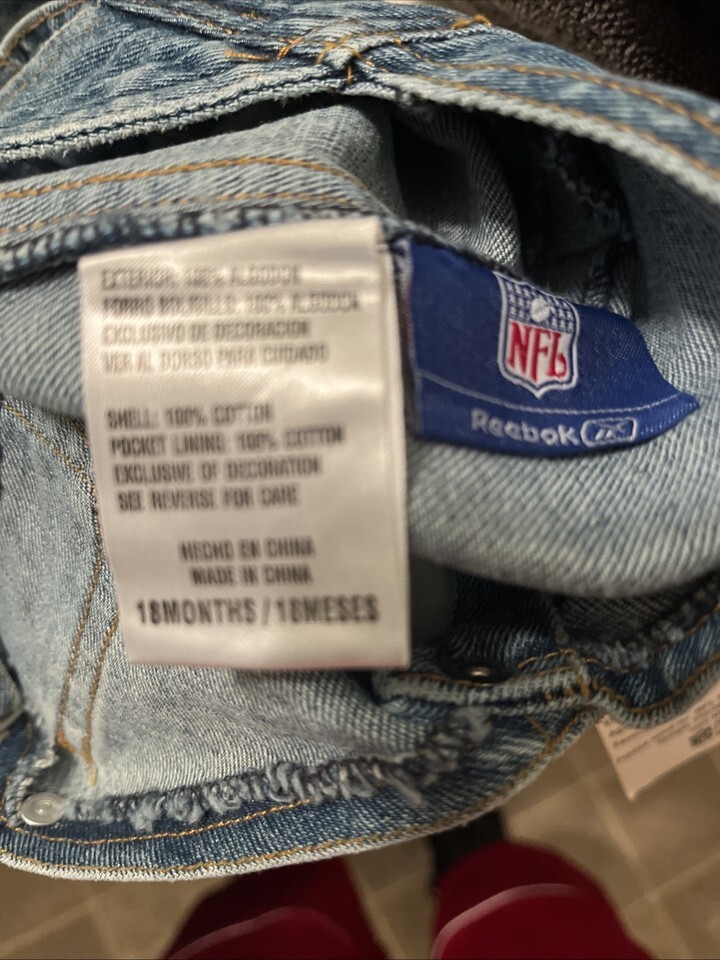 EXTERIOR: 100% ALGODON
FORRO BOLSILLO: 100% ALGODON
EXCLUSIVO DE DECORACION
VER AL DORSO PARA CUIDADO
SHELL: 100% COTTON
POCKET LINING: 100% COTTON
EXCLUSIVE OF DECORATION
SEE REVERSE FOR CARE
HECHO EN CHINA
MADE IN CHINA
18MONTHS/18MESES
NFL
Reebok